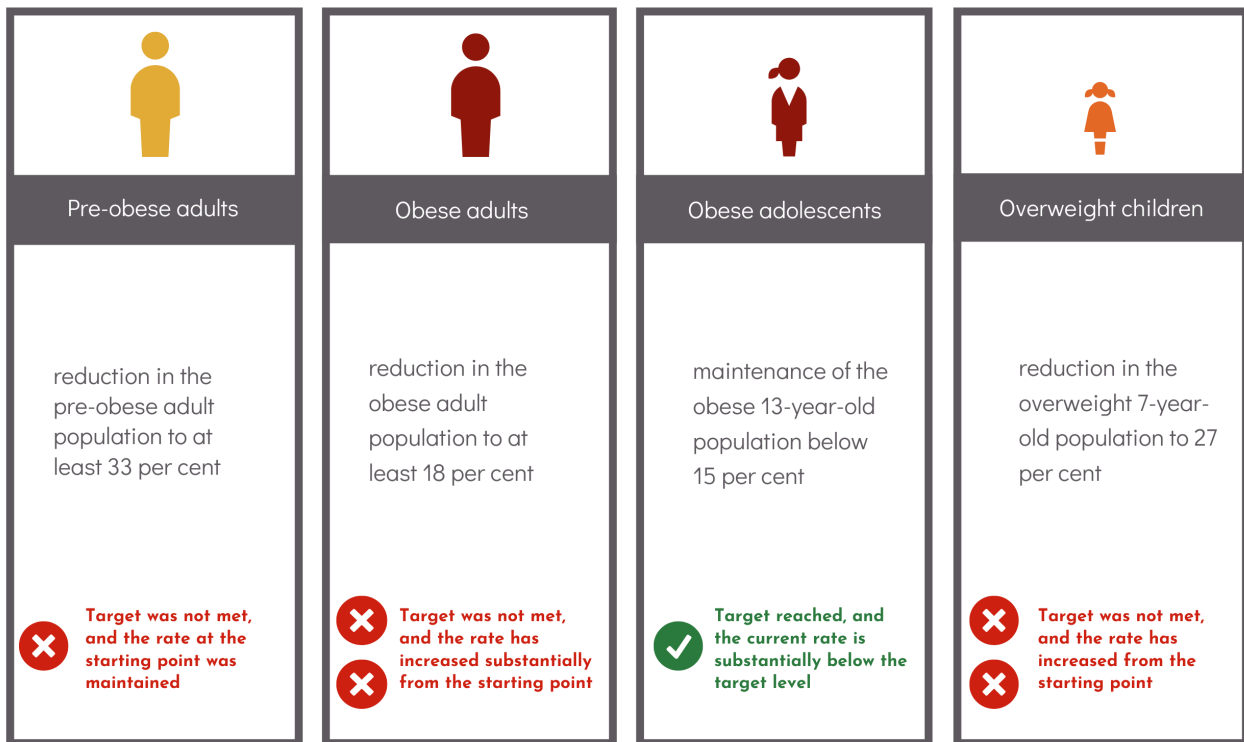 Pre-obese adults
reduction in the
pre-obese adult
population to at
least 33 per cent
Target was not met,
and the rate at the
starting point was
maintained
Obese adults
reduction in the
obese adult
population to at
least 18 per cent
Target was not met,
and the rate has
increased substantially
from the starting point
Obese adolescents
maintenance of the
obese 13-year-old
population below
15 per cent
Target reached, and
the current rate is
substantially below the
target level
Overweight children
reduction in the
overweight 7-year-
old population to 27
per cent
Target was not met,
and the rate has
increased from the
starting point